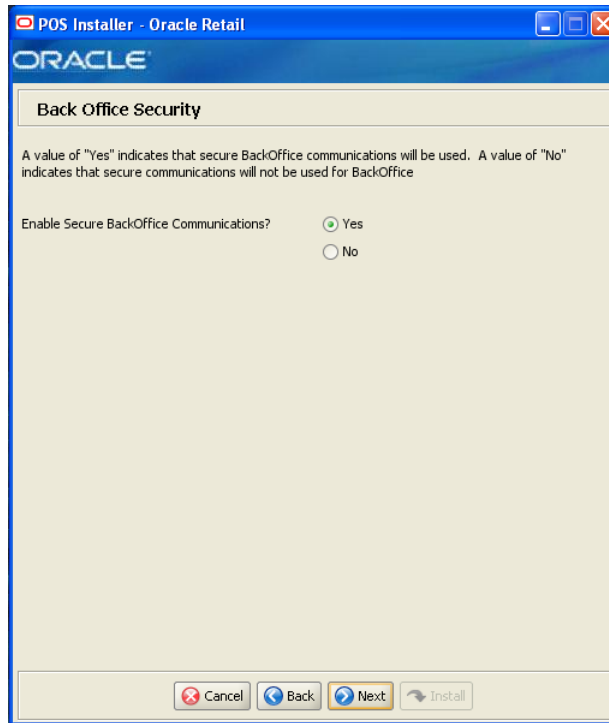 POS Installer - Oracle Retail
ORACLE
Back Office Security
A value of "Yes" indicates that secure BackOffice communications will be used. A value of "No"
indicates that secure communications will not be used for BackOffice
Enable Secure BackOffice Communications?
Yes
No
Cancel
Back
Next
Install